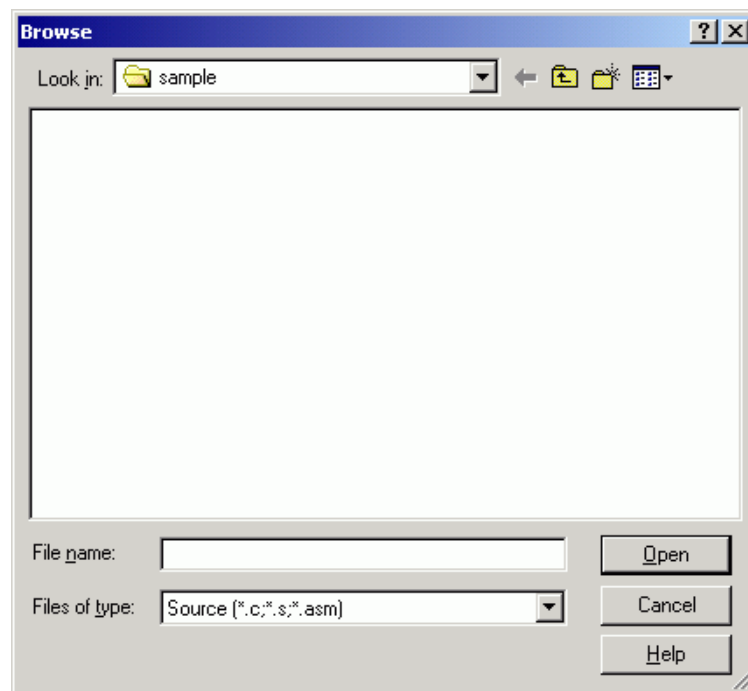 Browse
Look in: sample
File name: Open
Files of type: Source (*.c;*.s;*.asm) Cancel
Help